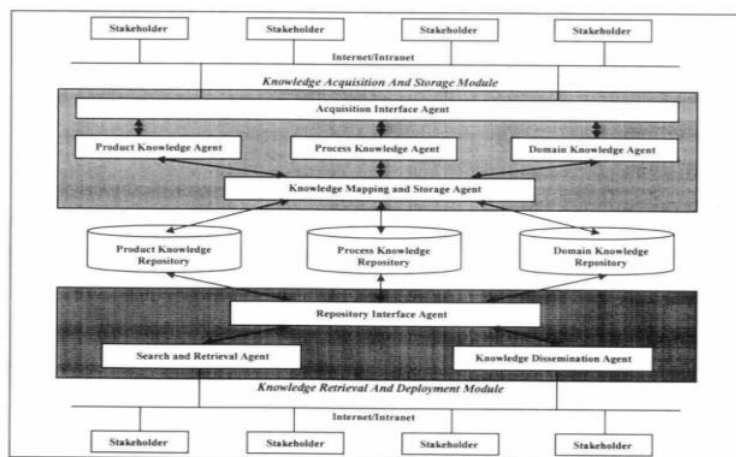 Stakeholder Stakeholder Stakeholder Stakeholder
Internet/Intranet
Knowledge Acquisition And Storage Module
Acquisition Interface Agent
Product Knowledge Agent Process Knowledge Agent Domain Knowledge Agent
Knowledge Mapping and Storage Agent
Product Knowledge Process Knowledge Domain Knowledge
Repository Repository Repository
Repository Interface Agent
Search and Retrieval Agent Knowledge Dissemination Agent
Knowledge Retrieval And Deployment Module
Internet/Intranet
Stakeholder Stakeholder Stakeholder Stakeholder